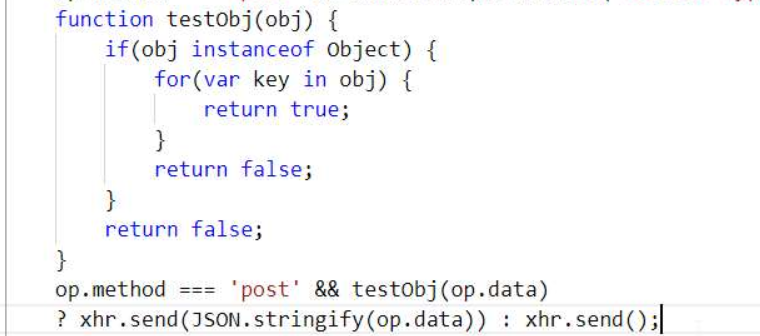 function testObj(obj) {
if(obj instanceof Object) {
for(var key in obj) {
return true;
}
return false;
}
return false;
}
op.method === 'post' && testObj(op.data)
? xhr.send(JSON.stringify(op.data)) : xhr.send();